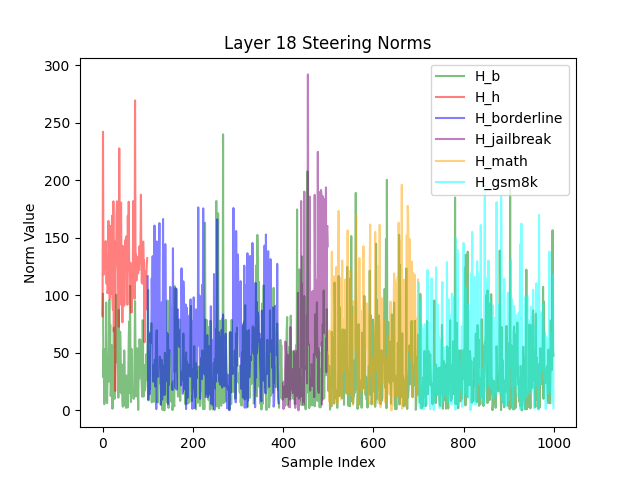 Layer 18 Steering Norms
300
250
200
150
100
50
0
Norm Value
H_b
H_h
H_borderline
H_jailbreak
H_math
H_gsm8k
0
200
400
600
800
1000
Sample Index